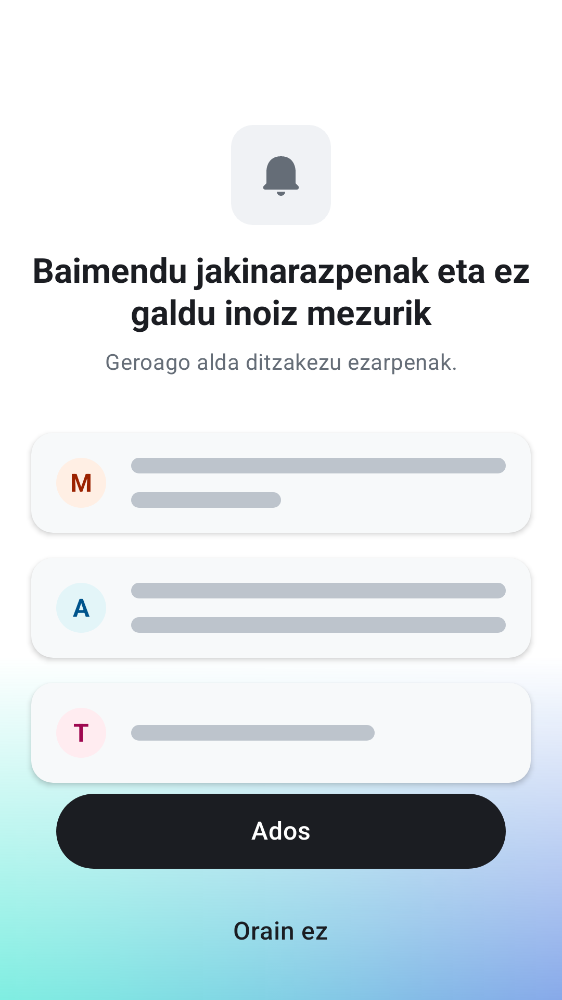 Baimendu jakinarazpenak eta ez
galdu inoiz mezurik
Geroago alda ditzakezu ezarpenak.
M
A
T
Ados
Orain ez